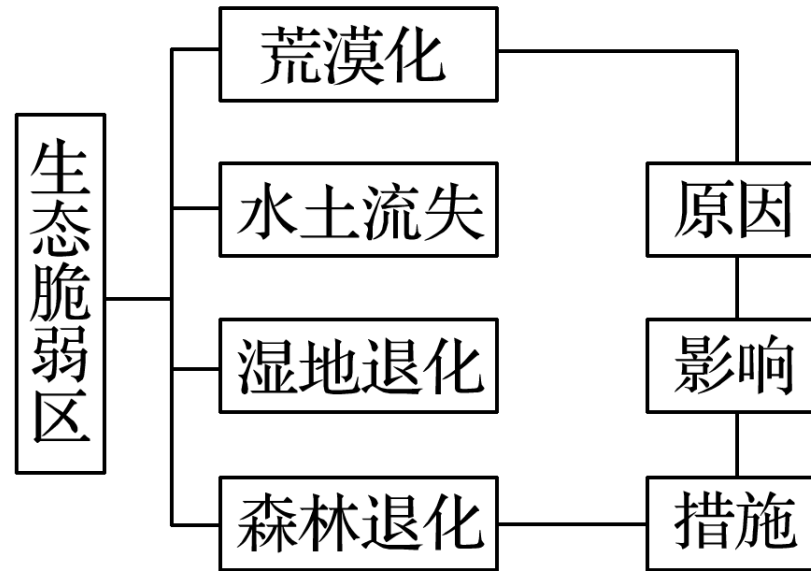 生态脆弱区
荒漠化
水土流失
湿地退化
森林退化
原因
影响
措施